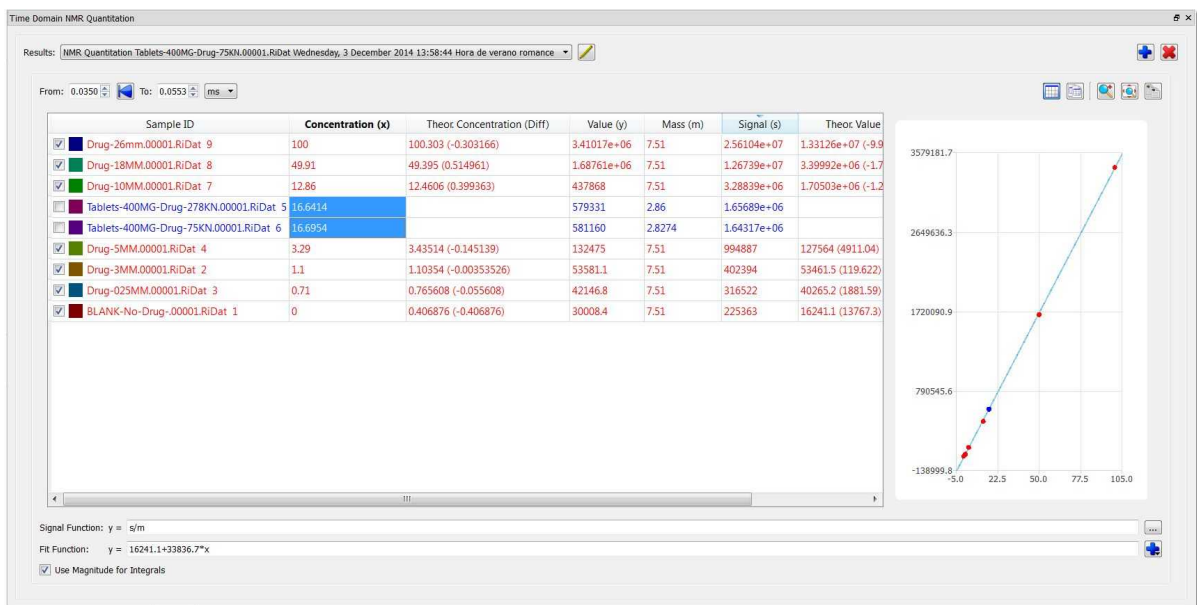 Time Domain NMR Quantitation
Results: NMR Quantitation Tablets-400MG-Drug-75KN.00001.RiDat Wednesday, 3 December 2014 13:58:44 Hora de verano romance
From: 0.0350 To: 0.0553 ms
Sample ID Concentration (x) Theor. Concentration (Diff) Value (y) Mass (m) Signal (s) Theor. Value
Drug-26mm.00001.RiDat 9 100 100.303 (-0.303166) 3.41017e+06 7.51 2.56104e+07 1.33126e+07 (-9.9
Drug-18MM.00001.RiDat 8 49.91 49.395 (0.514961) 1.68761e+06 7.51 1.26739e+07 3.39992e+06 (-1.7
Drug-10MM.00001.RiDat 7 12.86 12.4606 (0.399363) 437868 7.51 3.28839e+06 1.70503e+06 (-1.2
Tablets-400MG-Drug-278KN.00001.RiDat 5 16.6414 579331 2.86 1.65689e+06
Tablets-400MG-Drug-75KN.00001.RiDat 6 16.6954 581160 2.8274 1.64317e+06
Drug-5MM.00001.RiDat 4 3.29 3.43514 (-0.145139) 132475 7.51 994887 127564 (4911.04)
Drug-3MM.00001.RiDat 2 1.1 1.10354 (-0.00353526) 53581.1 7.51 402394 53461.5 (119.622)
Drug-025MM.00001.RiDat 3 0.71 0.765608 (-0.055608) 42146.8 7.51 316522 40265.2 (1881.59)
BLANK-No-Drug-.00001.RiDat 1 0 0.406876 (-0.406876) 30008.4 7.51 225363 16241.1 (13767.3)
3579181.7
2649636.3
1720090.9
790545.6
-138999.8
-5.0 22.5 50.0 77.5 105.0
Signal Function: y = s/m
...
Fit Function: y = 16241.1+33836.7*x
Use Magnitude for Integrals